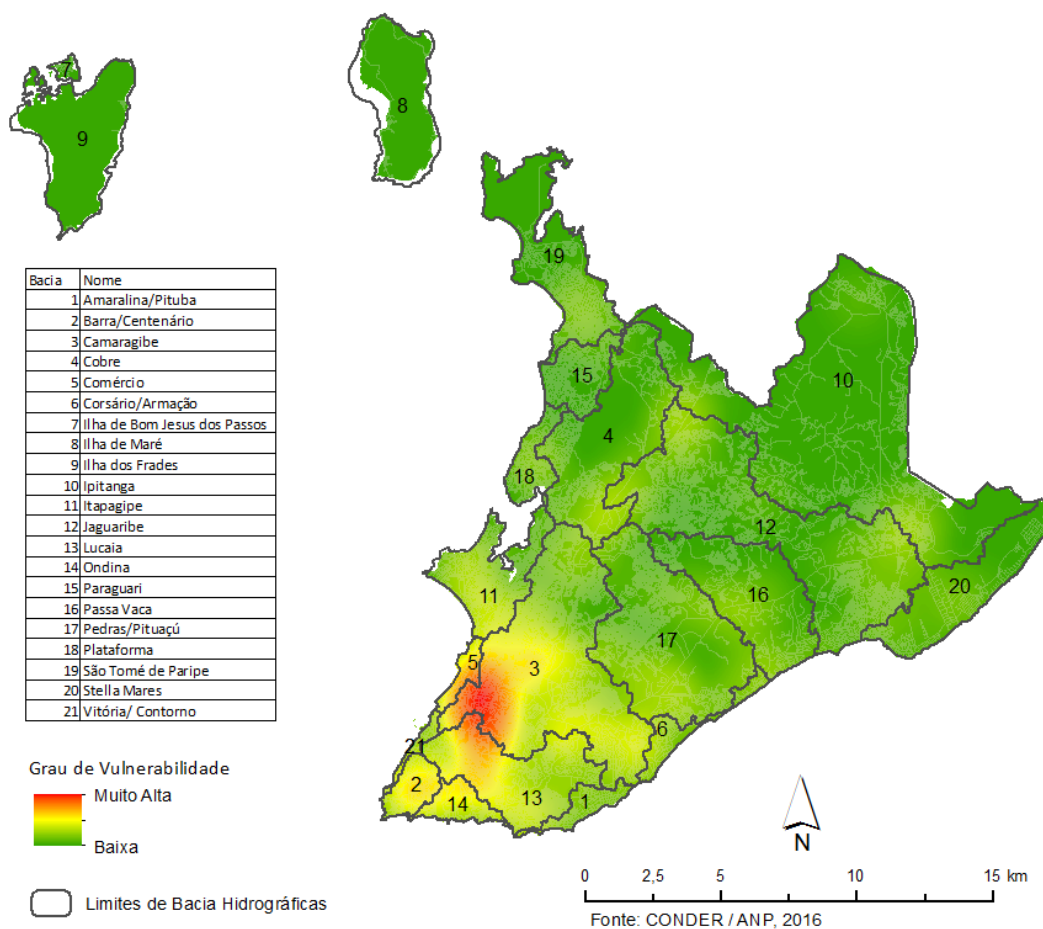 7
9
8
19
10
15
4
18
12
11
16
20
17
5
3
6
21
2
14
13
1
Bacia Nome
1 Amaralina/Pituba
2 Barra/Centenário
3 Camaragibe
4 Cobre
5 Comércio
6 Corsário/Armação
7 Ilha de Bom Jesus dos Passos
8 Ilha de Maré
9 Ilha dos Frades
10 Ipitanga
11 Itapagipe
12 Jaguaribe
13 Lucaia
14 Ondina
15 Paraguari
16 Passa Vaca
17 Pedras/Pituaçú
18 Plataforma
19 São Tomé de Paripe
20 Stella Mares
21 Vitória/ Contorno
Grau de Vulnerabilidade
Muito Alta
Baixa
Limites de Bacia Hidrográficas
N
0 2,5 5 10 15 km
Fonte: CONDER / ANP, 2016